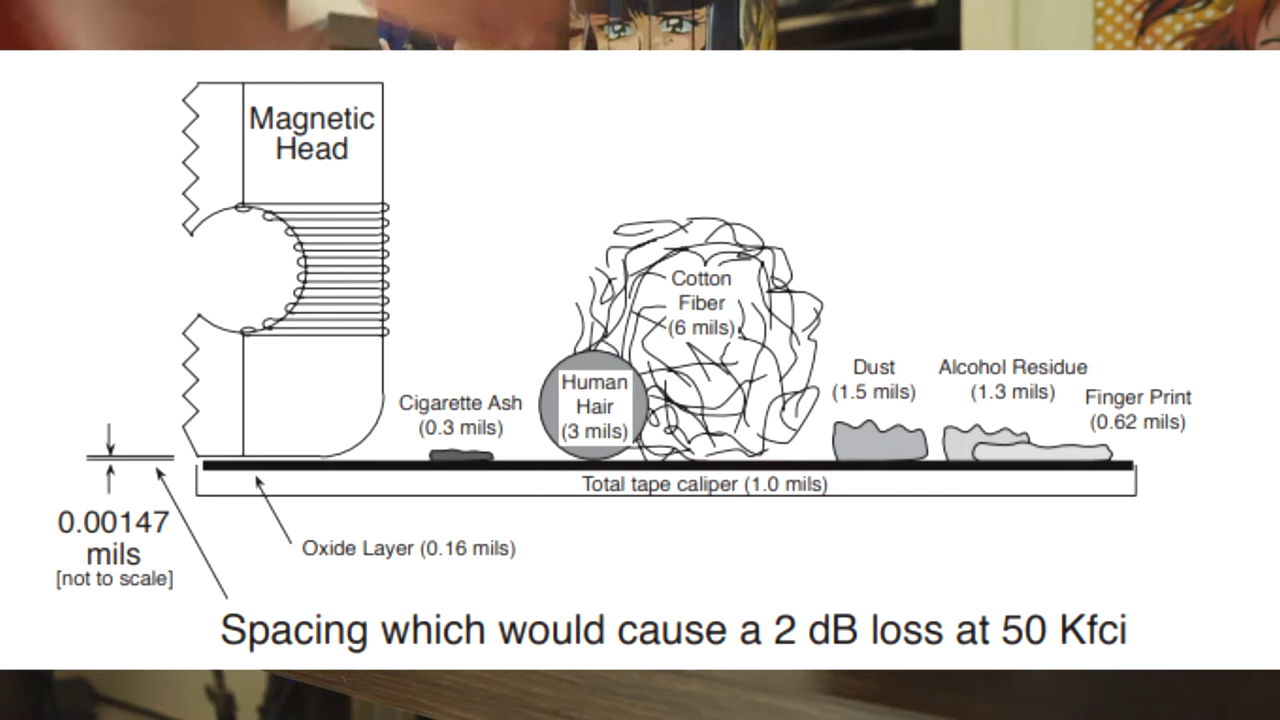 Magnetic
Head
Cotton
Fiber
(6 mils)
Human
Hair
(3 mils)
Cigarette Ash
(0.3 mils)
Dust
(1.5 mils)
Alcohol Residue
(1.3 mils)
Finger Print
(0.62 mils)
Total tape caliper (1.0 mils)
0.00147
mils
[not to scale]
Oxide Layer (0.16 mils)
Spacing which would cause a 2 dB loss at 50 Kfci